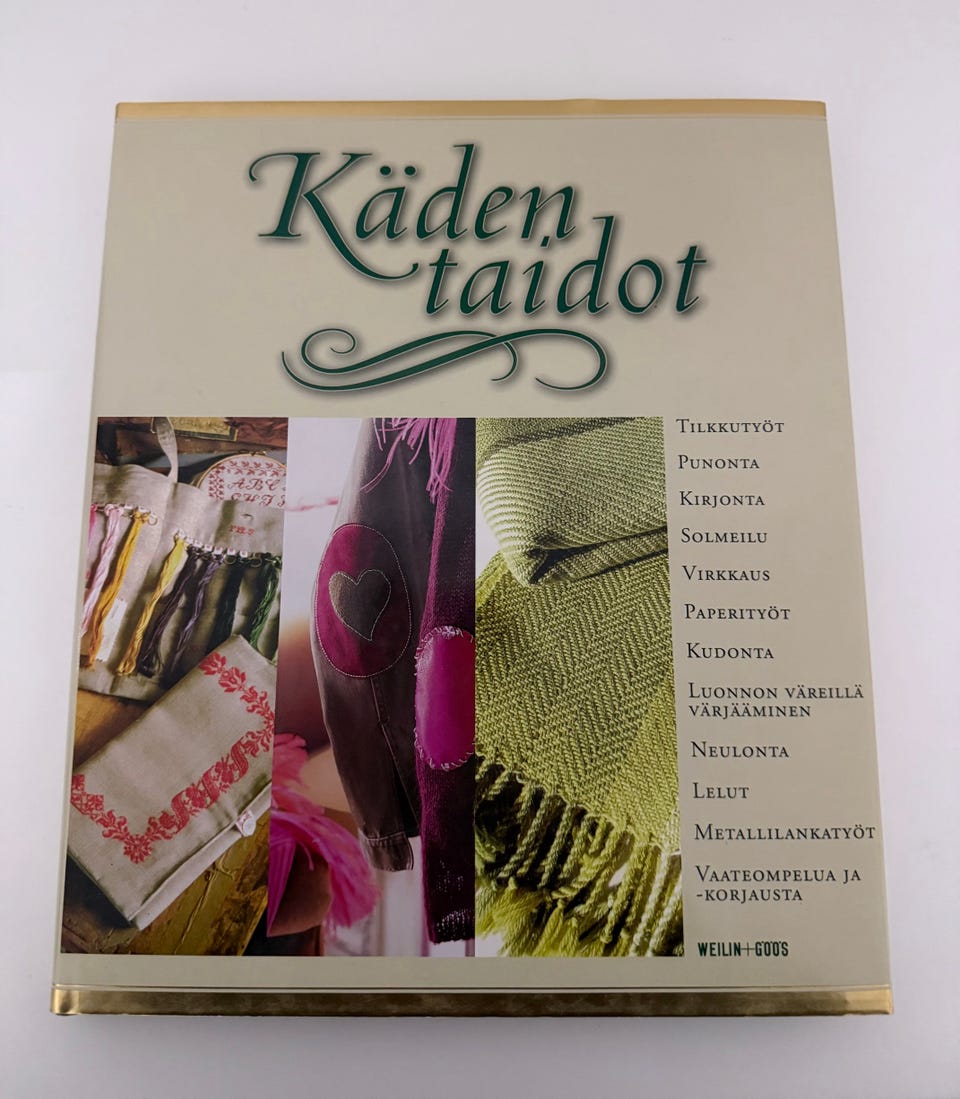 Käden
taidot
ABC
TILKKUTYÖT
PUNONTA
KIRJONTA
SOLMEILU
VIRKKAUS
PAPERITYÖT
KUDONTA
LUONNON VÄREILLÄ
VÄRJÄÄMINEN
NEULONTA
LELUT
METALLILANKATYÖT
VAATEOMPELUA JA
-KORJAUSTA
WEILIN+GÖÖS